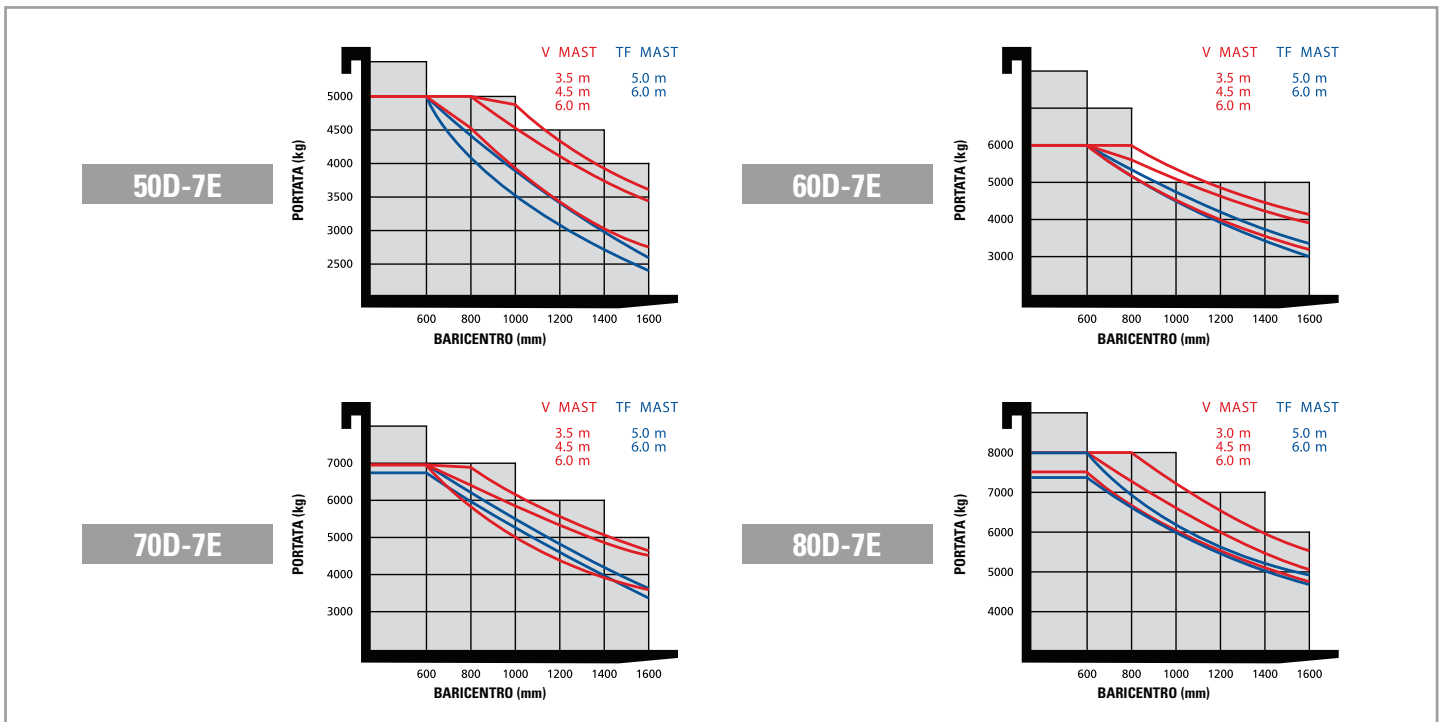 50D-7E
V MAST TF MAST
3.5 m 5.0 m
4.5 m 6.0 m
6.0 m
PORTATA (kg)
5000
4500
4000
3500
3000
2500
600 800 1000 1200 1400 1600
BARICENTRO (mm)
60D-7E
V MAST TF MAST
3.5 m 5.0 m
4.5 m 6.0 m
6.0 m
PORTATA (kg)
6000
5000
4000
3000
600 800 1000 1200 1400 1600
BARICENTRO (mm)
70D-7E
V MAST TF MAST
3.5 m 5.0 m
4.5 m 6.0 m
6.0 m
PORTATA (kg)
7000
6000
5000
4000
3000
600 800 1000 1200 1400 1600
BARICENTRO (mm)
80D-7E
V MAST TF MAST
3.0 m 5.0 m
4.5 m 6.0 m
6.0 m
PORTATA (kg)
8000
7000
6000
5000
4000
600 800 1000 1200 1400 1600
BARICENTRO (mm)